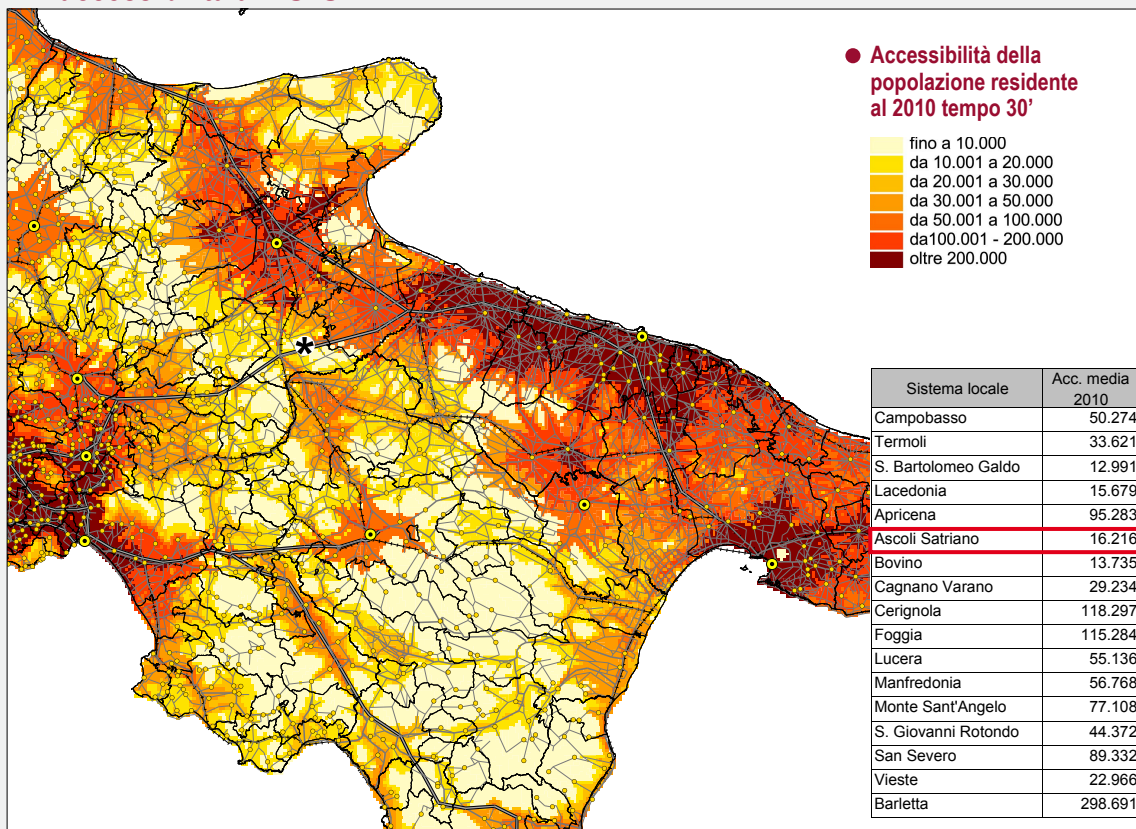 Accessibilità della
popolazione residente
al 2010 tempo 30’
fino a 10.000
da 10.001 a 20.000
da 20.001 a 30.000
da 30.001 a 50.000
da 50.001 a 100.000
da100.001 - 200.000
oltre 200.000
Sistema locale Acc. media 2010
Campobasso 50.274
Termoli 33.621
S. Bartolomeo Galdo 12.991
Lacedonia 15.679
Apricena 95.283
Ascoli Satriano 16.216
Bovino 13.735
Cagnano Varano 29.234
Cerignola 118.297
Foggia 115.284
Lucera 55.136
Manfredonia 56.768
Monte Sant'Angelo 77.108
S. Giovanni Rotondo 44.372
San Severo 89.332
Vieste 22.966
Barletta 298.691